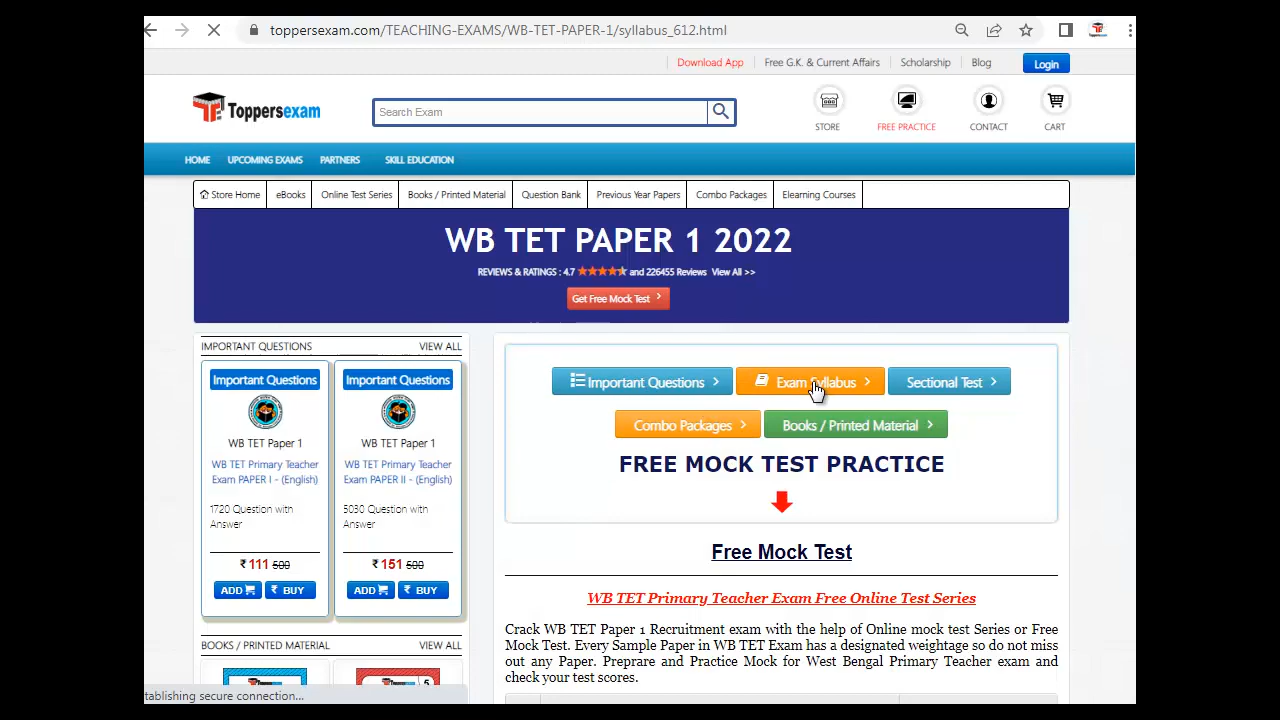 toppersexam.com/TEACHING-EXAMS/WB-TET-PAPER-1/syllabus_612.html
Download App Free G.K. & Current Affairs Scholarship Blog Login
Toppersexam
Search Exam
STORE FREE PRACTICE CONTACT CART
HOME UPCOMING EXAMS PARTNERS SKILL EDUCATION
Store Home eBooks Online Test Series Books / Printed Material Question Bank Previous Year Papers Combo Packages Elearning Courses
WB TET PAPER 1 2022
REVIEWS & RATINGS : 4.7 and 226455 Reviews View All >>
Get Free Mock Test
IMPORTANT QUESTIONS VIEW ALL
Important Questions
WB TET Paper 1
WB TET Primary Teacher
Exam PAPER I - (English)
1720 Question with
Answer
₹ 111 500
ADD ₹ BUY
Important Questions
WB TET Paper 1
WB TET Primary Teacher
Exam PAPER II - (English)
5030 Question with
Answer
₹ 151 500
ADD ₹ BUY
BOOKS / PRINTED MATERIAL VIEW ALL
5
tablishing secure connection...
Important Questions Exam Syllabus Sectional Test
Combo Packages Books / Printed Material
FREE MOCK TEST PRACTICE
Free Mock Test
WB TET Primary Teacher Exam Free Online Test Series
Crack WB TET Paper 1 Recruitment exam with the help of Online mock test Series or Free
Mock Test. Every Sample Paper in WB TET Exam has a designated weightage so do not miss
out any Paper. Preprare and Practice Mock for West Bengal Primary Teacher exam and
check your test scores.